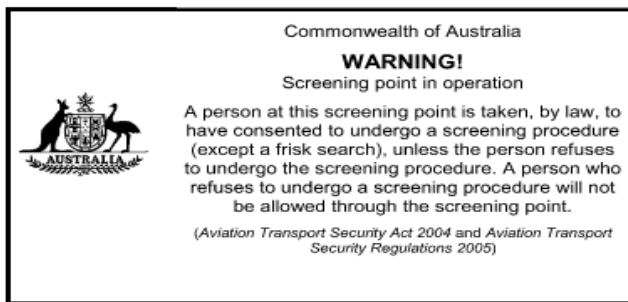 Commonwealth of Australia
WARNING!
Screening point in operation
A person at this screening point is taken, by law, to
have consented to undergo a screening procedure
(except a frisk search), unless the person refuses
to undergo the screening procedure. A person who
refuses to undergo a screening procedure will not
be allowed through the screening point.
(Aviation Transport Security Act 2004 and Aviation Transport
Security Regulations 2005)
AUSTRALIA